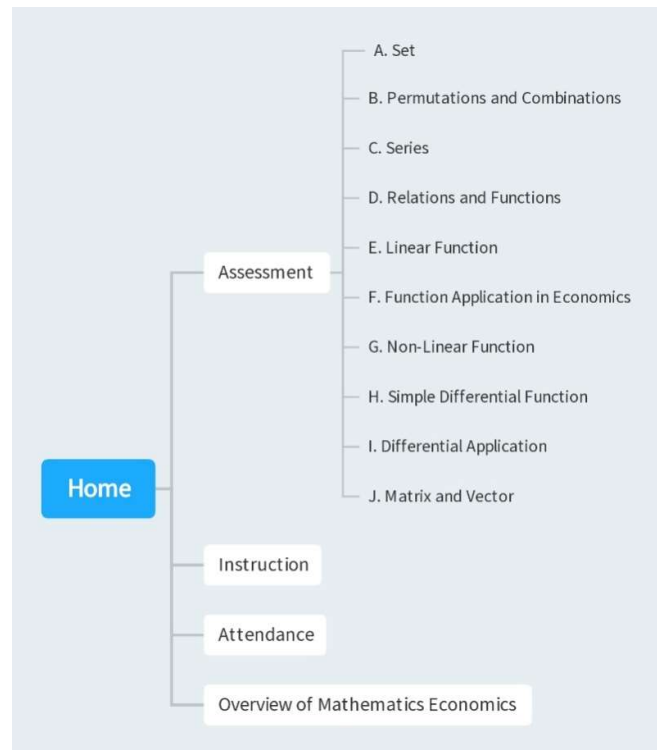 Home
Assessment
A. Set
B. Permutations and Combinations
C. Series
D. Relations and Functions
E. Linear Function
F. Function Application in Economics
G. Non-Linear Function
H. Simple Differential Function
I. Differential Application
J. Matrix and Vector
Instruction
Attendance
Overview of Mathematics Economics